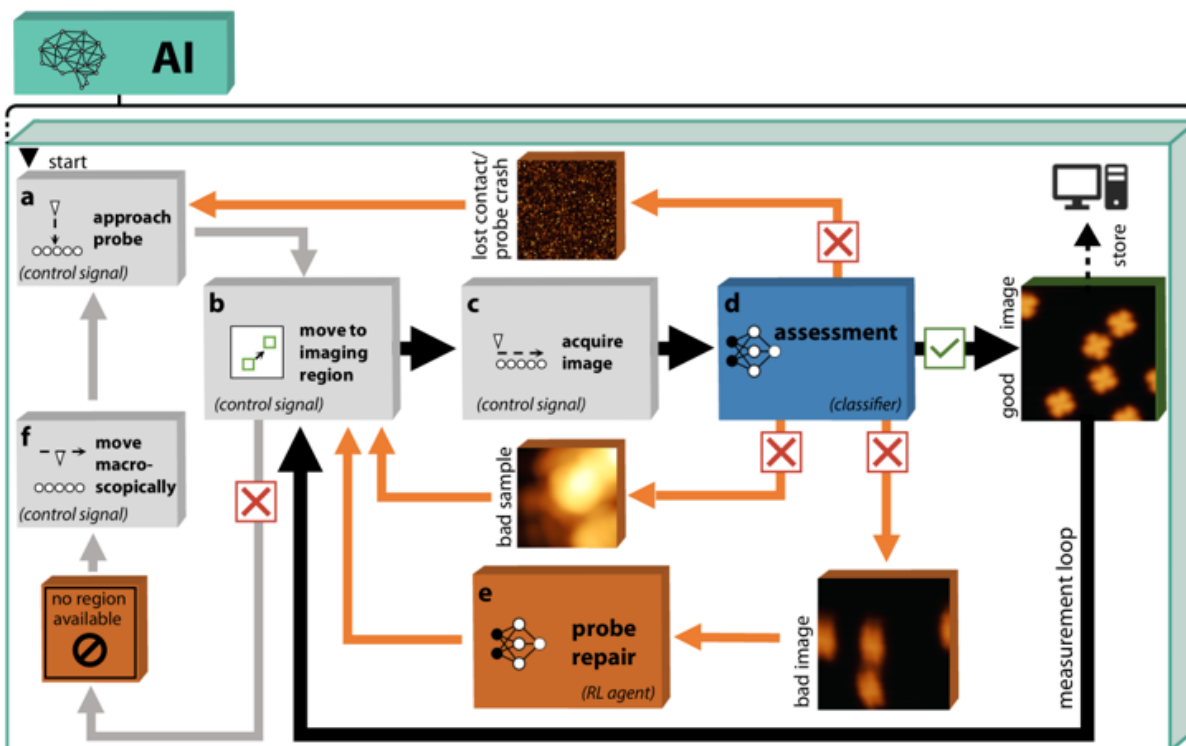 AI
start
a
approach
probe
(control signal)
lost contact/
probe crash
store
b
move to
imaging
region
(control signal)
c
acquire
image
(control signal)
d
assessment
(classifier)
good image
f
move
macro-
scopically
(control signal)
bad sample
no region
available
e
probe
repair
(RL agent)
bad image
measurement loop